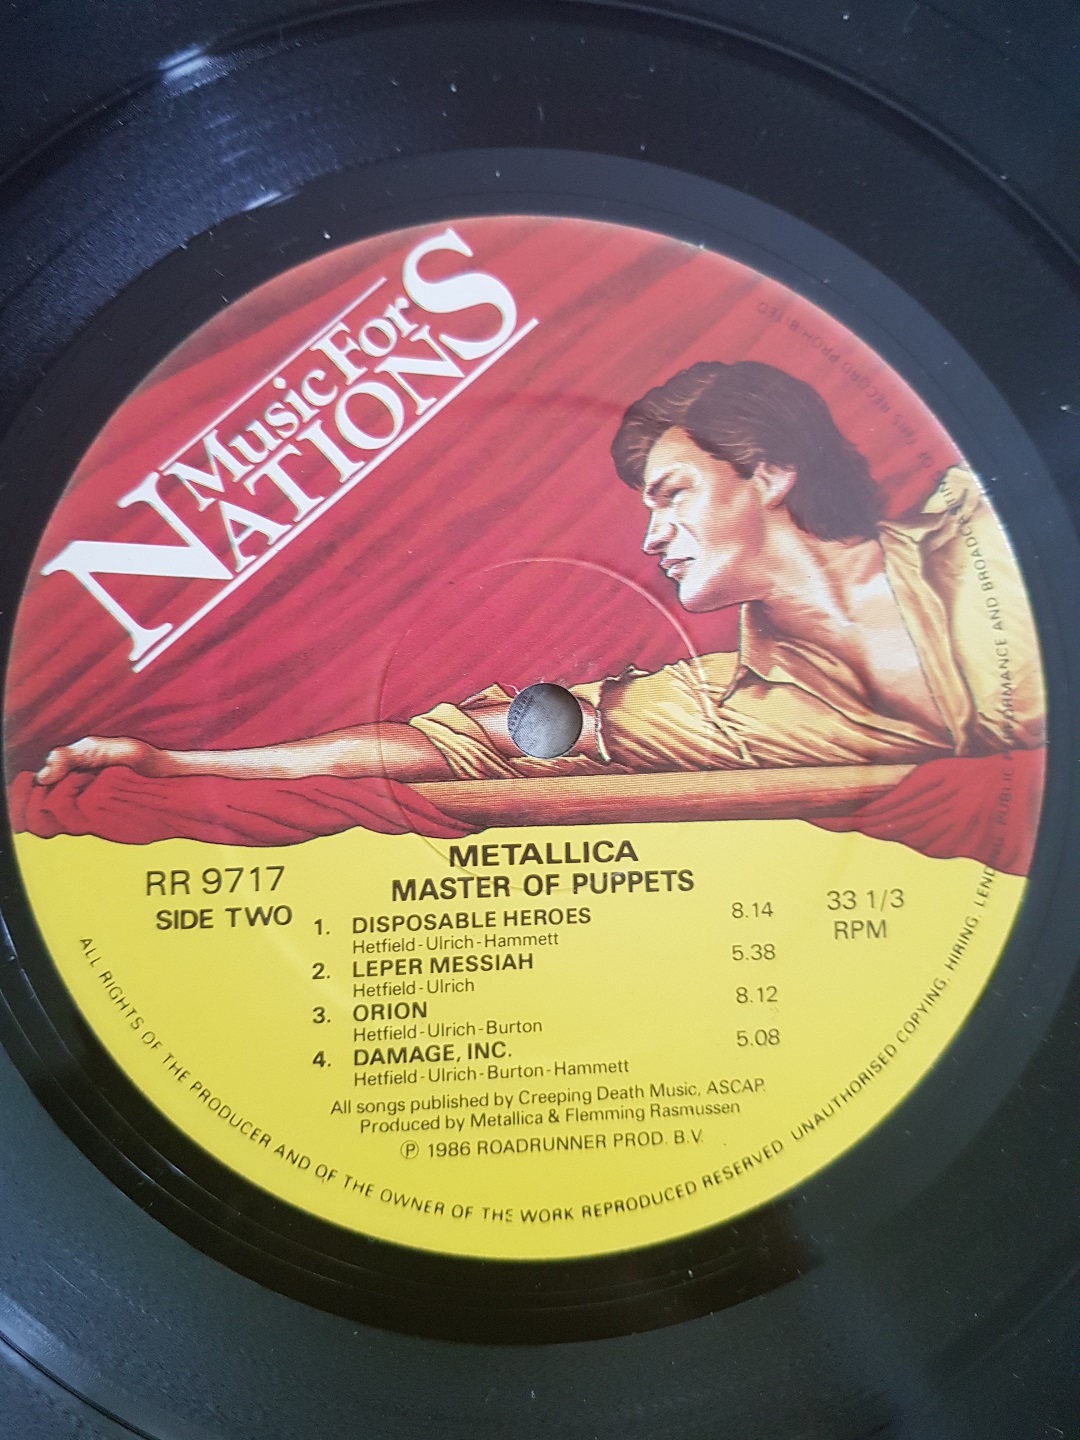 Music For
NATIONS
METALLICA
MASTER OF PUPPETS
RR 9717
SIDE TWO
33 1/3
RPM
1. DISPOSABLE HEROES 8.14
Hetfield-Ulrich-Hammett
2. LEPER MESSIAH 5.38
Hetfield-Ulrich
3. ORION 8.12
Hetfield-Ulrich-Burton
4. DAMAGE, INC. 5.08
Hetfield-Ulrich-Burton-Hammett
All songs published by Creeping Death Music, ASCAP.
Produced by Metallica & Flemming Rasmussen
℗ 1986 ROADRUNNER PROD. B.V.
ALL RIGHTS OF THE PRODUCER AND OF THE OWNER OF THE WORK REPRODUCED RESERVED UNAUTHORISED COPYING, HIRING, LENDING, PUBLIC PERFORMANCE AND BROADCASTING OF THIS RECORD PROHIBITED